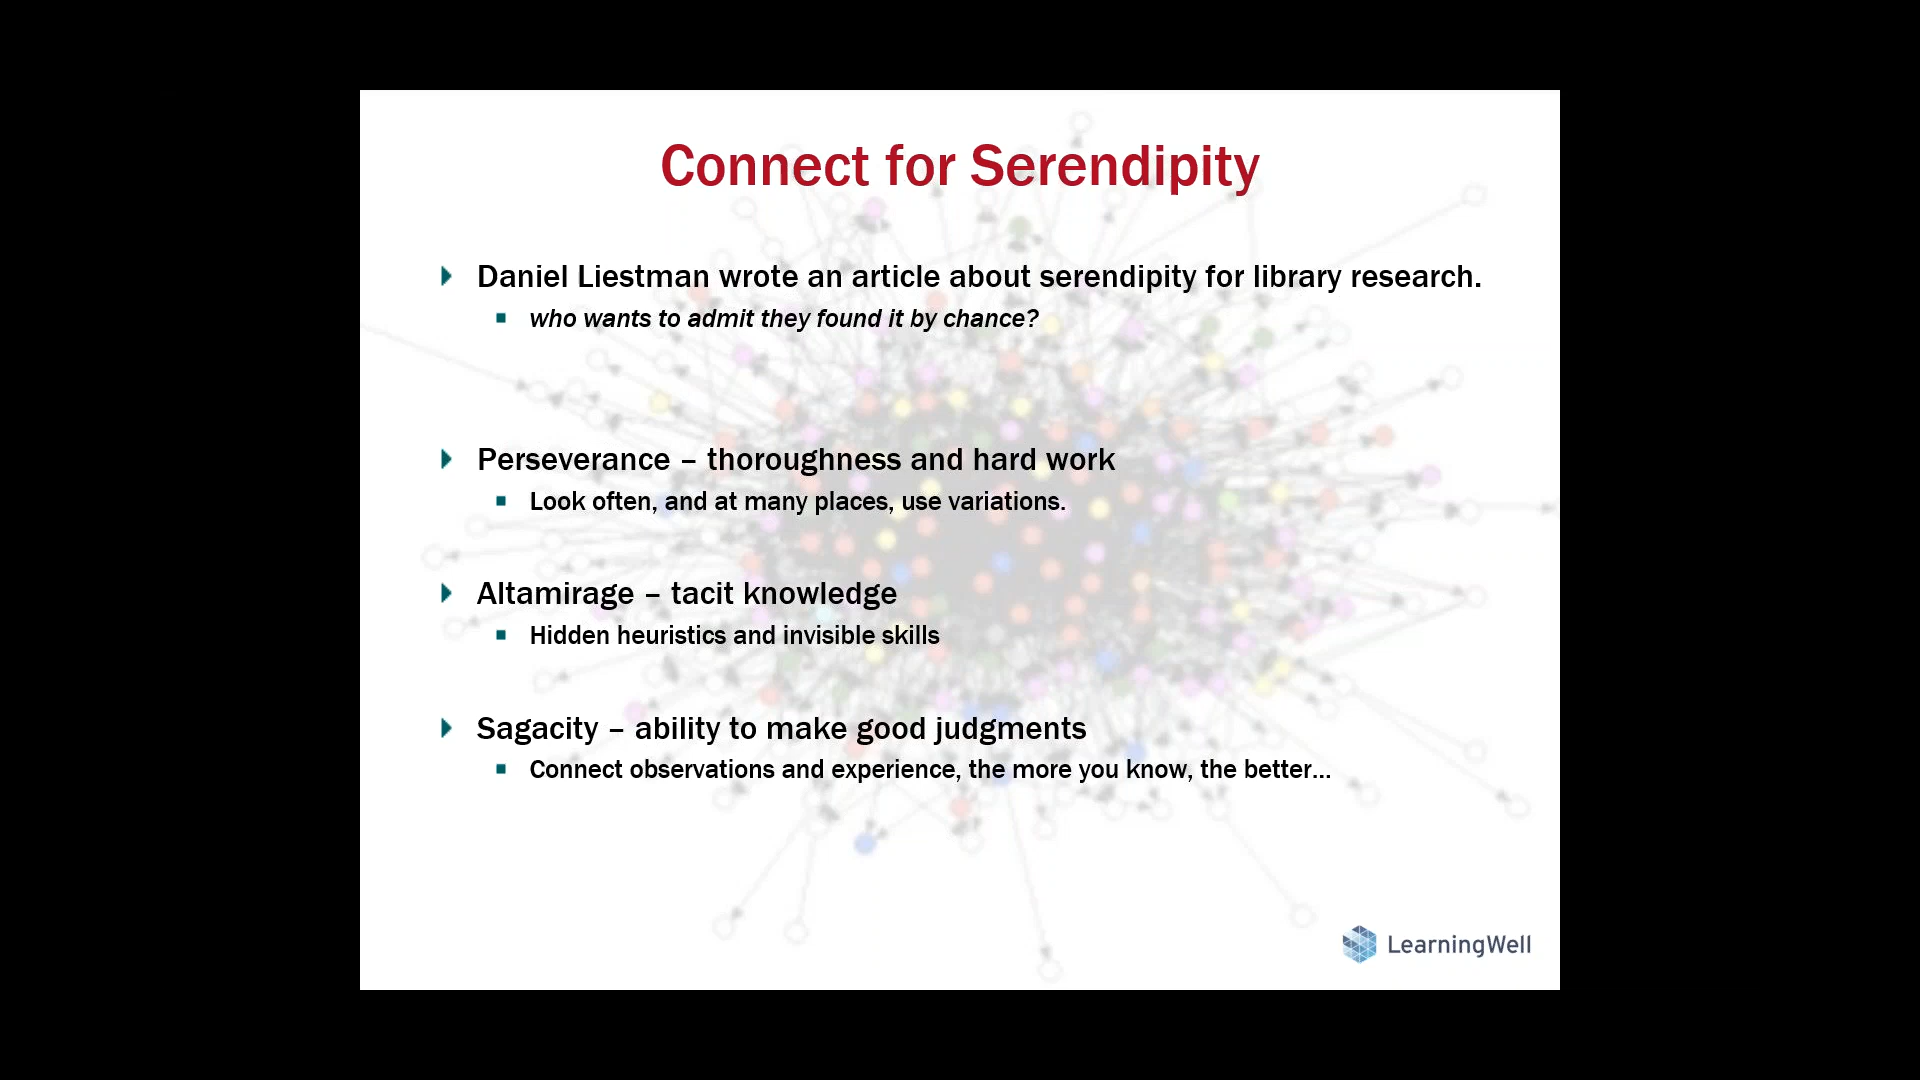 Connect for Serendipity
Daniel Liestman wrote an article about serendipity for library research.
who wants to admit they found it by chance?
Perseverance – thoroughness and hard work
Look often, and at many places, use variations.
Altamirage – tacit knowledge
Hidden heuristics and invisible skills
Sagacity – ability to make good judgments
Connect observations and experience, the more you know, the better...
LearningWell